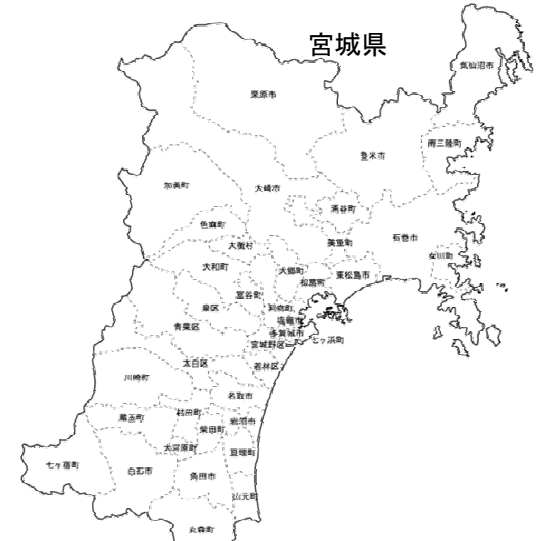 宮城県
気仙沼市
栗原市
南三陸町
登米市
加美町
大崎市
涌谷町
色麻町
石巻市
美里町
大衡村
女川町
大和町
大郷町
東松島市
松島町
富谷町
泉区
利府町
塩竈市
青葉区
多賀城市
七ヶ浜町
宮城野区
太白区
若林区
川崎町
名取市
村田町
蔵王町
岩沼市
柴田町
大河原町
亘理町
七ヶ宿町
白石市
角田市
山元町
丸森町